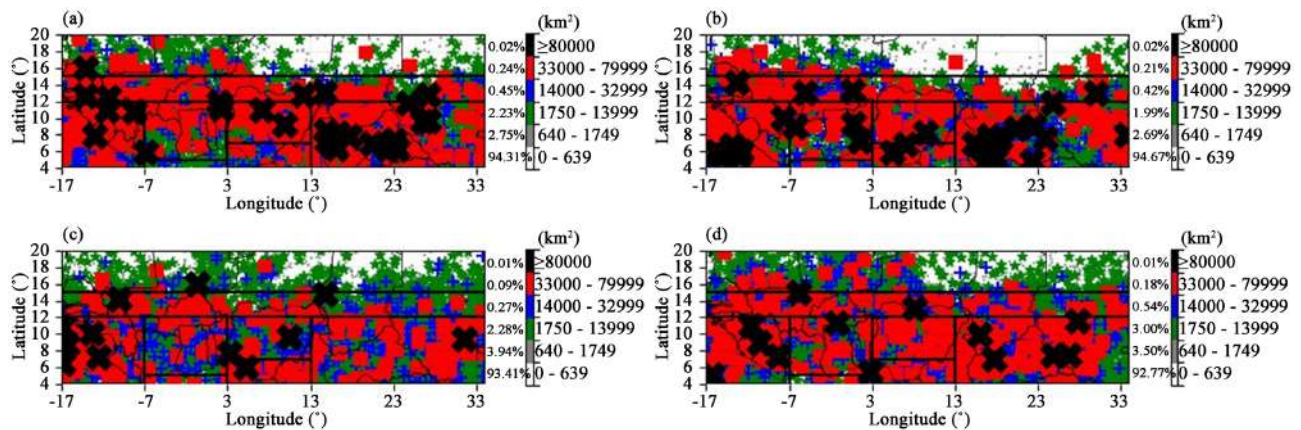 (a)
(km²)
20
18
16
14
12
10
8
6
4
Latitude (˚)
0.02%
0.24%
0.45%
2.23%
2.75%
94.31%
≥80000
33000 - 79999
14000 - 32999
1750 - 13999
640 - 1749
0 - 639
-17 -7 3 13 23 33
Longitude (˚)
(b)
(km²)
20
18
16
14
12
10
8
6
4
Latitude (˚)
0.02%
0.21%
0.42%
1.99%
2.69%
94.67%
≥80000
33000 - 79999
14000 - 32999
1750 - 13999
640 - 1749
0 - 639
-17 -7 3 13 23 33
Longitude (˚)
(c)
(km²)
20
18
16
14
12
10
8
6
4
Latitude (˚)
0.01%
0.09%
0.27%
2.28%
3.94%
93.41%
≥80000
33000 - 79999
14000 - 32999
1750 - 13999
640 - 1749
0 - 639
-17 -7 3 13 23 33
Longitude (˚)
(d)
(km²)
20
18
16
14
12
10
8
6
4
Latitude (˚)
0.01%
0.18%
0.54%
3.00%
3.50%
92.77%
≥80000
33000 - 79999
14000 - 32999
1750 - 13999
640 - 1749
0 - 639
-17 -7 3 13 23 33
Longitude (˚)